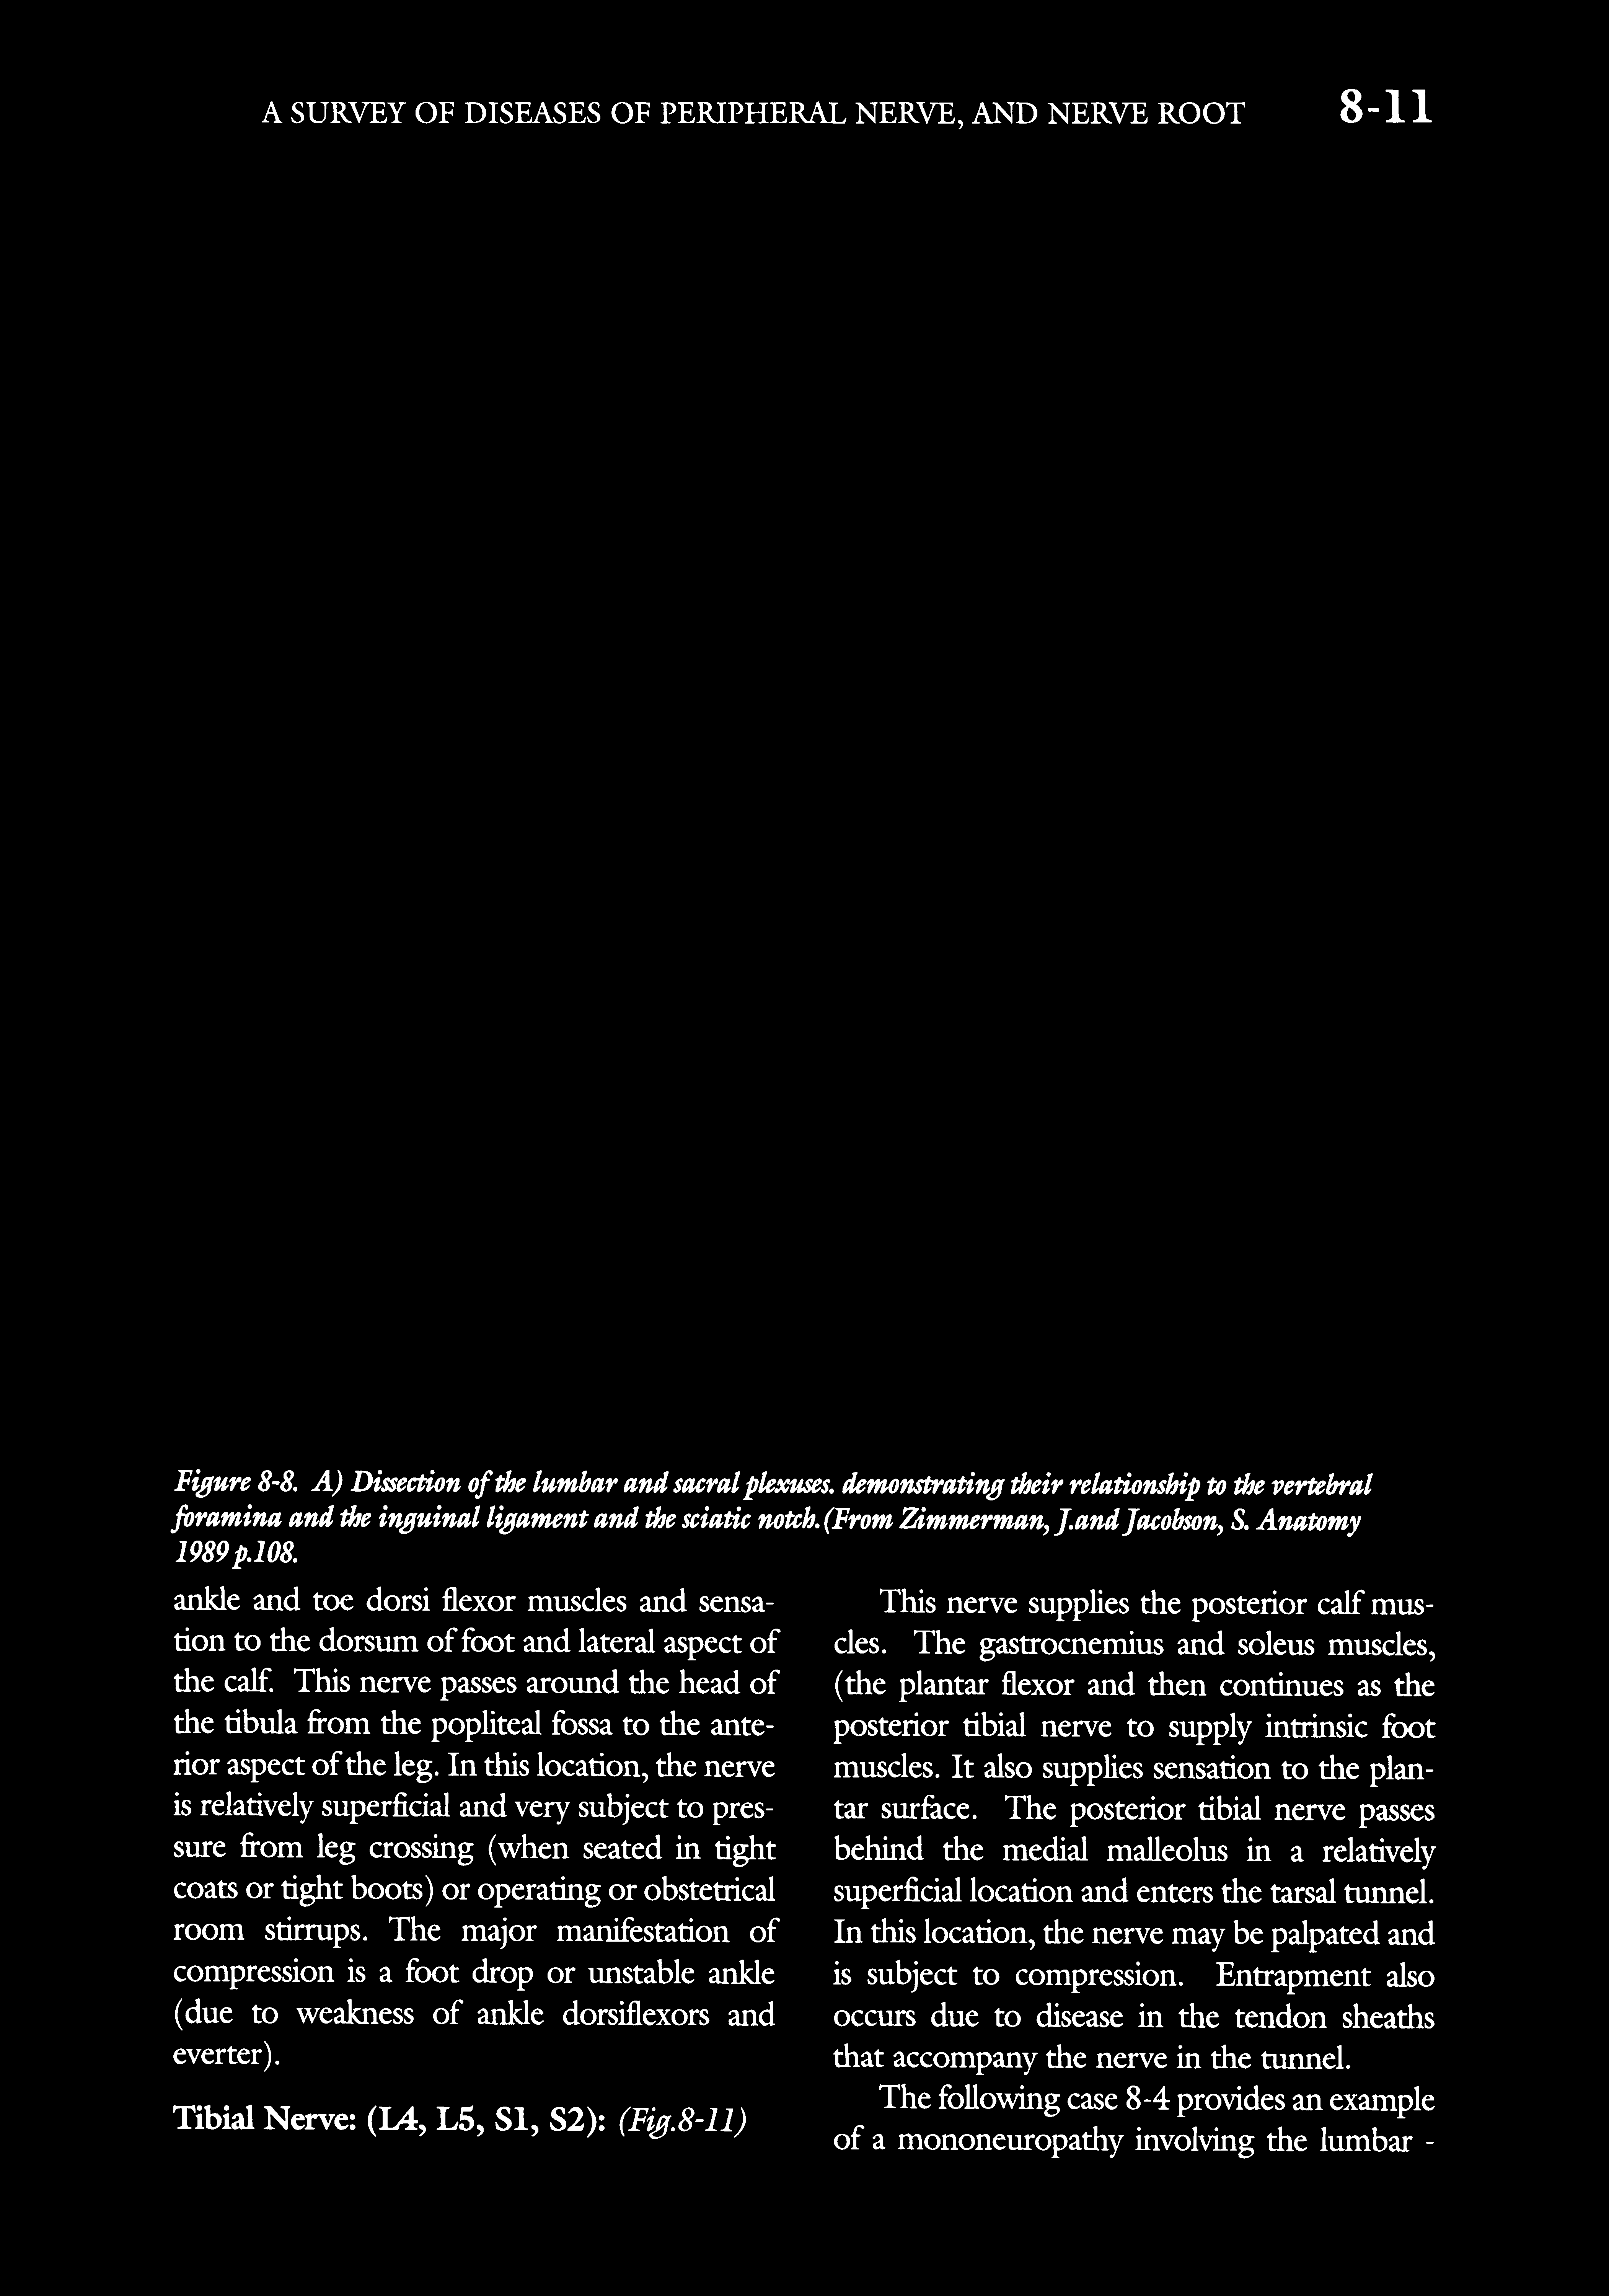 A SURVEY OF DISEASES OF PERIPHERAL NERVE, AND NERVE ROOT 8-11
Figure 8-8. A) Dissection of the lumbar and sacral plexuses. demonstrating their relationship to the vertebral
foramina and the inguinal ligament and the sciatic notch. (From Zimmerman, J.and Jacobson, S. Anatomy
1989 p.108.
ankle and toe dorsi flexor muscles and sensa-
tion to the dorsum of foot and lateral aspect of
the calf. This nerve passes around the head of
the tibula from the popliteal fossa to the ante-
rior aspect of the leg. In this location, the nerve
is relatively superficial and very subject to pres-
sure from leg crossing (when seated in tight
coats or tight boots) or operating or obstetrical
room stirrups. The major manifestation of
compression is a foot drop or unstable ankle
(due to weakness of ankle dorsiflexors and
everter).
Tibial Nerve: (L4, L5, S1, S2): (Fig.8-11)
This nerve supplies the posterior calf mus-
cles. The gastrocnemius and soleus muscles,
(the plantar flexor and then continues as the
posterior tibial nerve to supply intrinsic foot
muscles. It also supplies sensation to the plan-
tar surface. The posterior tibial nerve passes
behind the medial malleolus in a relatively
superficial location and enters the tarsal tunnel.
In this location, the nerve may be palpated and
is subject to compression. Entrapment also
occurs due to disease in the tendon sheaths
that accompany the nerve in the tunnel.
The following case 8-4 provides an example
of a mononeuropathy involving the lumbar -